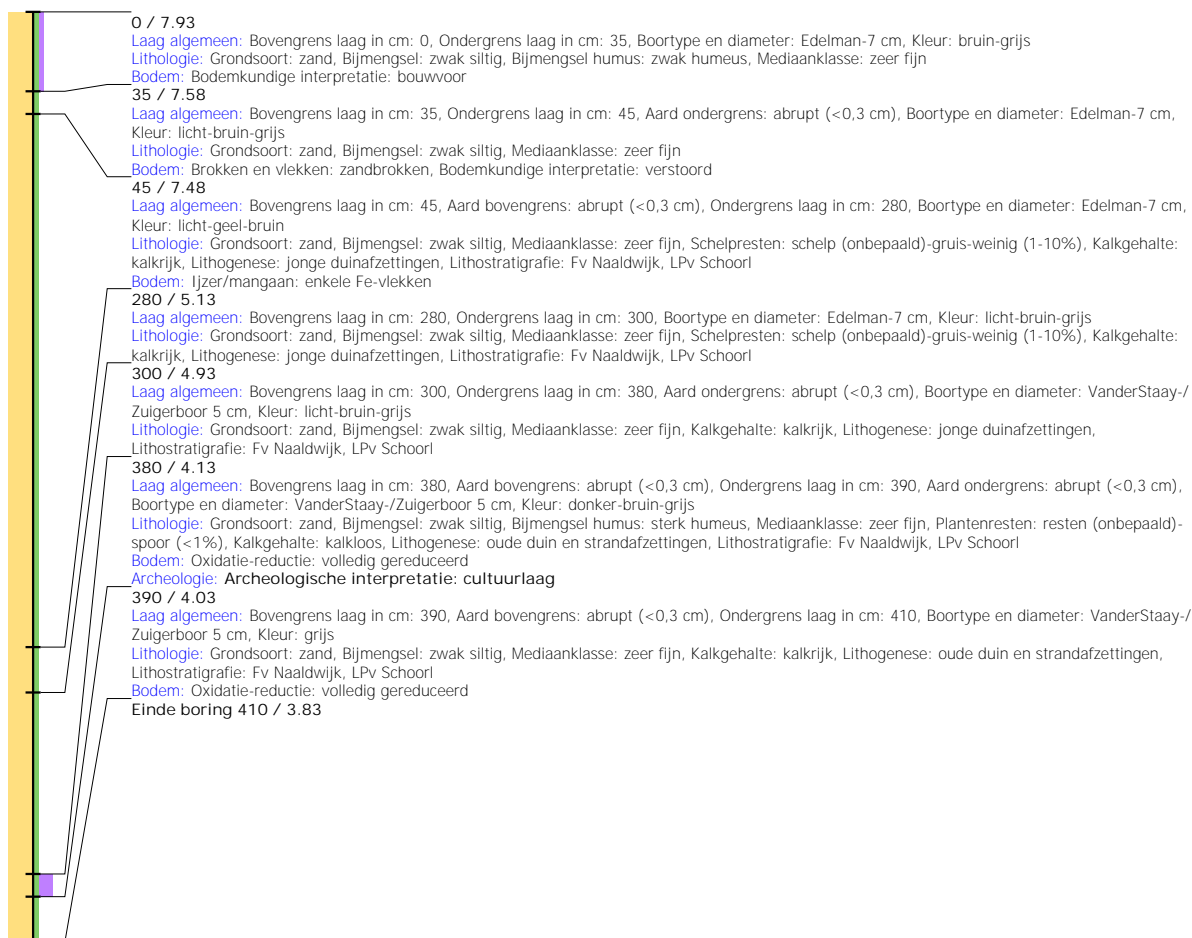 0 / 7.93
Laag algemeen: Bovengrens laag in cm: 0, Ondergrens laag in cm: 35, Boortype en diameter: Edelman-7 cm, Kleur: bruin-grijs
Lithologie: Grondsoort: zand, Bijmengsel: zwak siltig, Bijmengsel humus: zwak humeus, Mediaanklasse: zeer fijn
Bodem: Bodemkundige interpretatie: bouwvoor
35 / 7.58
Laag algemeen: Bovengrens laag in cm: 35, Ondergrens laag in cm: 45, Aard ondergrens: abrupt (<0,3 cm), Boortype en diameter: Edelman-7 cm,
Kleur: licht-bruin-grijs
Lithologie: Grondsoort: zand, Bijmengsel: zwak siltig, Mediaanklasse: zeer fijn
Bodem: Brokken en vlekken: zandbrokken, Bodemkundige interpretatie: verstoord
45 / 7.48
Laag algemeen: Bovengrens laag in cm: 45, Aard bovengrens: abrupt (<0,3 cm), Ondergrens laag in cm: 280, Boortype en diameter: Edelman-7 cm,
Kleur: licht-geel-bruin
Lithologie: Grondsoort: zand, Bijmengsel: zwak siltig, Mediaanklasse: zeer fijn, Schelpresten: schelp (onbepaald)-gruis-weinig (1-10%), Kalkgehalte:
kalkrijk, Lithogenese: jonge duinafzettingen, Lithostratigrafie: Fv Naaldwijk, LPv Schoorl
Bodem: Ijzer/mangaan: enkele Fe-vlekken
280 / 5.13
Laag algemeen: Bovengrens laag in cm: 280, Ondergrens laag in cm: 300, Boortype en diameter: Edelman-7 cm, Kleur: licht-bruin-grijs
Lithologie: Grondsoort: zand, Bijmengsel: zwak siltig, Mediaanklasse: zeer fijn, Schelpresten: schelp (onbepaald)-gruis-weinig (1-10%), Kalkgehalte:
kalkrijk, Lithogenese: jonge duinafzettingen, Lithostratigrafie: Fv Naaldwijk, LPv Schoorl
300 / 4.93
Laag algemeen: Bovengrens laag in cm: 300, Ondergrens laag in cm: 380, Aard ondergrens: abrupt (<0,3 cm), Boortype en diameter: VanderStaay-/
Zuigerboor 5 cm, Kleur: licht-bruin-grijs
Lithologie: Grondsoort: zand, Bijmengsel: zwak siltig, Mediaanklasse: zeer fijn, Kalkgehalte: kalkrijk, Lithogenese: jonge duinafzettingen,
Lithostratigrafie: Fv Naaldwijk, LPv Schoorl
380 / 4.13
Laag algemeen: Bovengrens laag in cm: 380, Aard bovengrens: abrupt (<0,3 cm), Ondergrens laag in cm: 390, Aard ondergrens: abrupt (<0,3 cm),
Boortype en diameter: VanderStaay-/Zuigerboor 5 cm, Kleur: donker-bruin-grijs
Lithologie: Grondsoort: zand, Bijmengsel: zwak siltig, Bijmengsel humus: sterk humeus, Mediaanklasse: zeer fijn, Plantenresten: resten (onbepaald)-
spoor (<1%), Kalkgehalte: kalkloos, Lithogenese: oude duin en strandafzettingen, Lithostratigrafie: Fv Naaldwijk, LPv Schoorl
Bodem: Oxidatie-reductie: volledig gereduceerd
Archeologie: Archeologische interpretatie: cultuurlaag
390 / 4.03
Laag algemeen: Bovengrens laag in cm: 390, Aard bovengrens: abrupt (<0,3 cm), Ondergrens laag in cm: 410, Boortype en diameter: VanderStaay-/
Zuigerboor 5 cm, Kleur: grijs
Lithologie: Grondsoort: zand, Bijmengsel: zwak siltig, Mediaanklasse: zeer fijn, Kalkgehalte: kalkrijk, Lithogenese: oude duin en strandafzettingen,
Lithostratigrafie: Fv Naaldwijk, LPv Schoorl
Bodem: Oxidatie-reductie: volledig gereduceerd
Einde boring 410 / 3.83